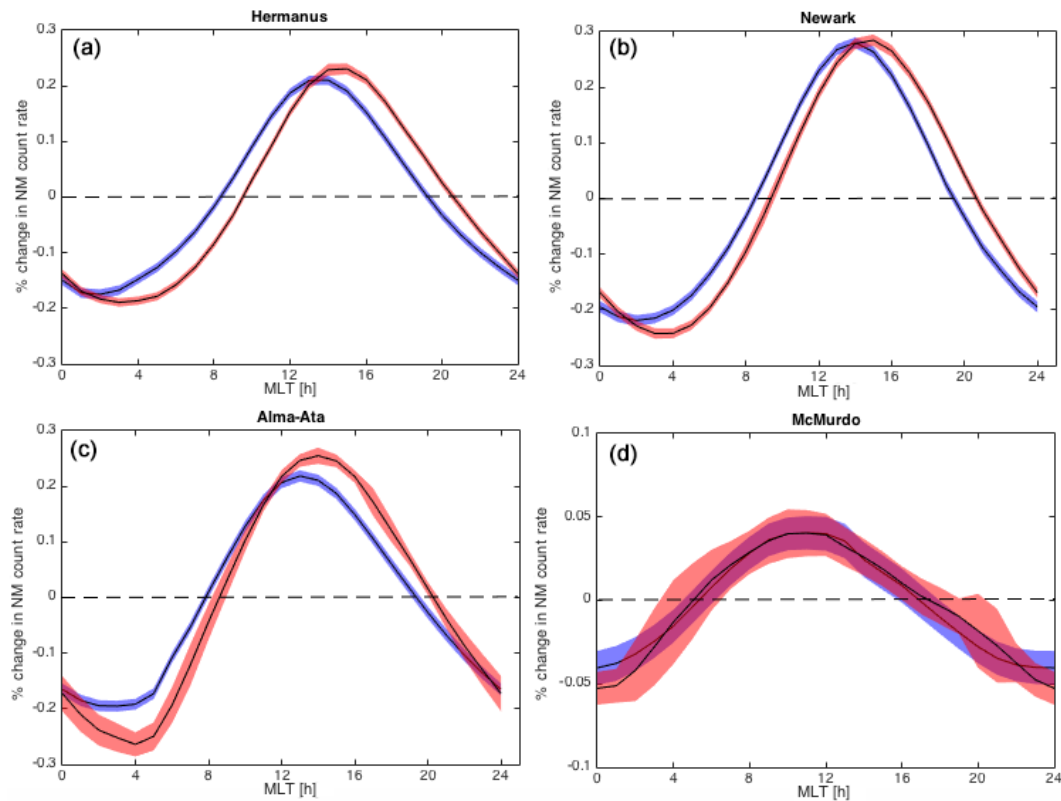 Hermanus
(a)
% change in NM count rate
0.3
0.2
0.1
0
-0.1
-0.2
-0.3
0 4 8 12 16 20 24
MLT [h]
Newark
(b)
% change in NM count rate
0.3
0.2
0.1
0
-0.1
-0.2
-0.3
0 4 8 12 16 20 24
MLT [h]
Alma-Ata
(c)
% change in NM count rate
0.3
0.2
0.1
0
-0.1
-0.2
-0.3
0 4 8 12 16 20 24
MLT [h]
McMurdo
(d)
% change in NM count rate
0.1
0.05
0
-0.05
-0.1
0 4 8 12 16 20 24
MLT [h]